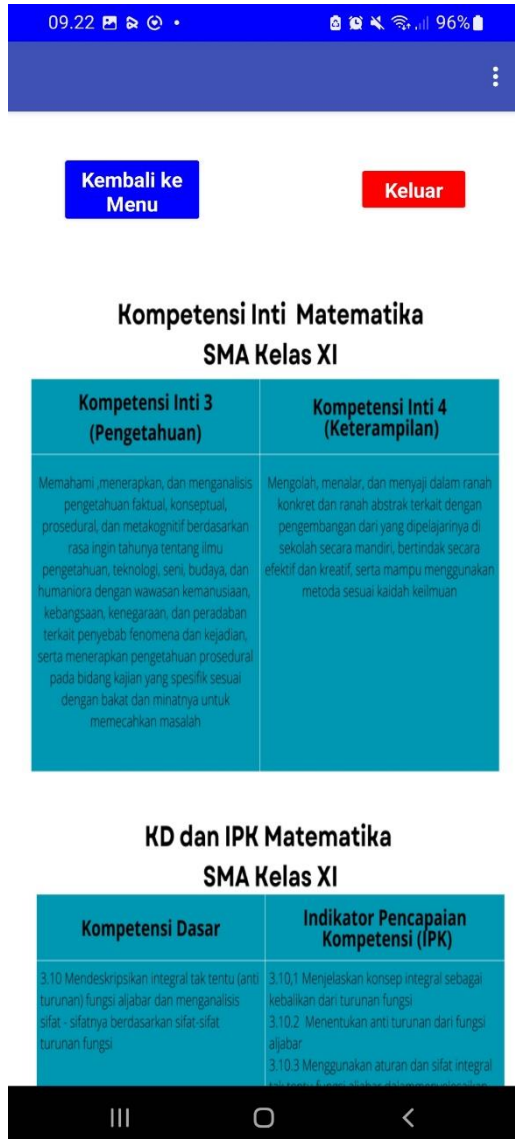 09.22
96%
Kembali ke
Menu
Keluar
Kompetensi Inti Matematika
SMA Kelas XI
Kompetensi Inti 3
(Pengetahuan)
Kompetensi Inti 4
(Keterampilan)
Memahami ,menerapkan, dan menganalisis
pengetahuan faktual, konseptual,
prosedural, dan metakognitif berdasarkan
rasa ingin tahunya tentang ilmu
pengetahuan, teknologi, seni, budaya, dan
humaniora dengan wawasan kemanusiaan,
kebangsaan, kenegaraan, dan peradaban
terkait penyebab fenomena dan kejadian,
serta menerapkan pengetahuan prosedural
pada bidang kajian yang spesifik sesuai
dengan bakat dan minatnya untuk
memecahkan masalah
Mengolah, menalar, dan menyaji dalam ranah
konkret dan ranah abstrak terkait dengan
pengembangan dari yang dipelajarinya di
sekolah secara mandiri, bertindak secara
efektif dan kreatif, serta mampu menggunakan
metoda sesuai kaidah keilmuan
KD dan IPK Matematika
SMA Kelas XI
Kompetensi Dasar
Indikator Pencapaian
Kompetensi (IPK)
3.10 Mendeskripsikan integral tak tentu (anti
turunan) fungsi aljabar dan menganalisis
sifat - sifatnya berdasarkan sifat-sifat
turunan fungsi
3.10,1 Menjelaskan konsep integral sebagai
kebalikan dari turunan fungsi
3.10.2 Menentukan anti turunan dari fungsi
aljabar
3.10.3 Menggunakan aturan dan sifat integral
tak tentu fungsi aljabar